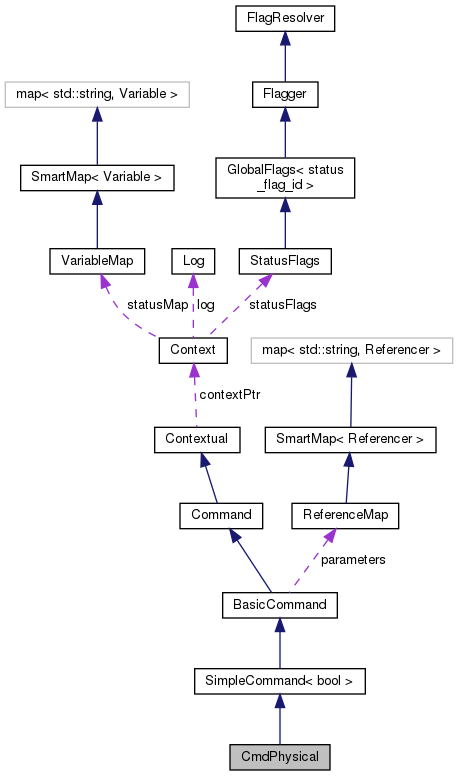 FlagResolver
Flagger
map< std::string, Variable >
GlobalFlags< status
_flag_id >
SmartMap< Variable >
VariableMap
Log
StatusFlags
statusMap
log
statusFlags
Context
map< std::string, Referencer >
contextPtr
Contextual
SmartMap< Referencer >
Command
ReferenceMap
parameters
BasicCommand
SimpleCommand< bool >
CmdPhysical